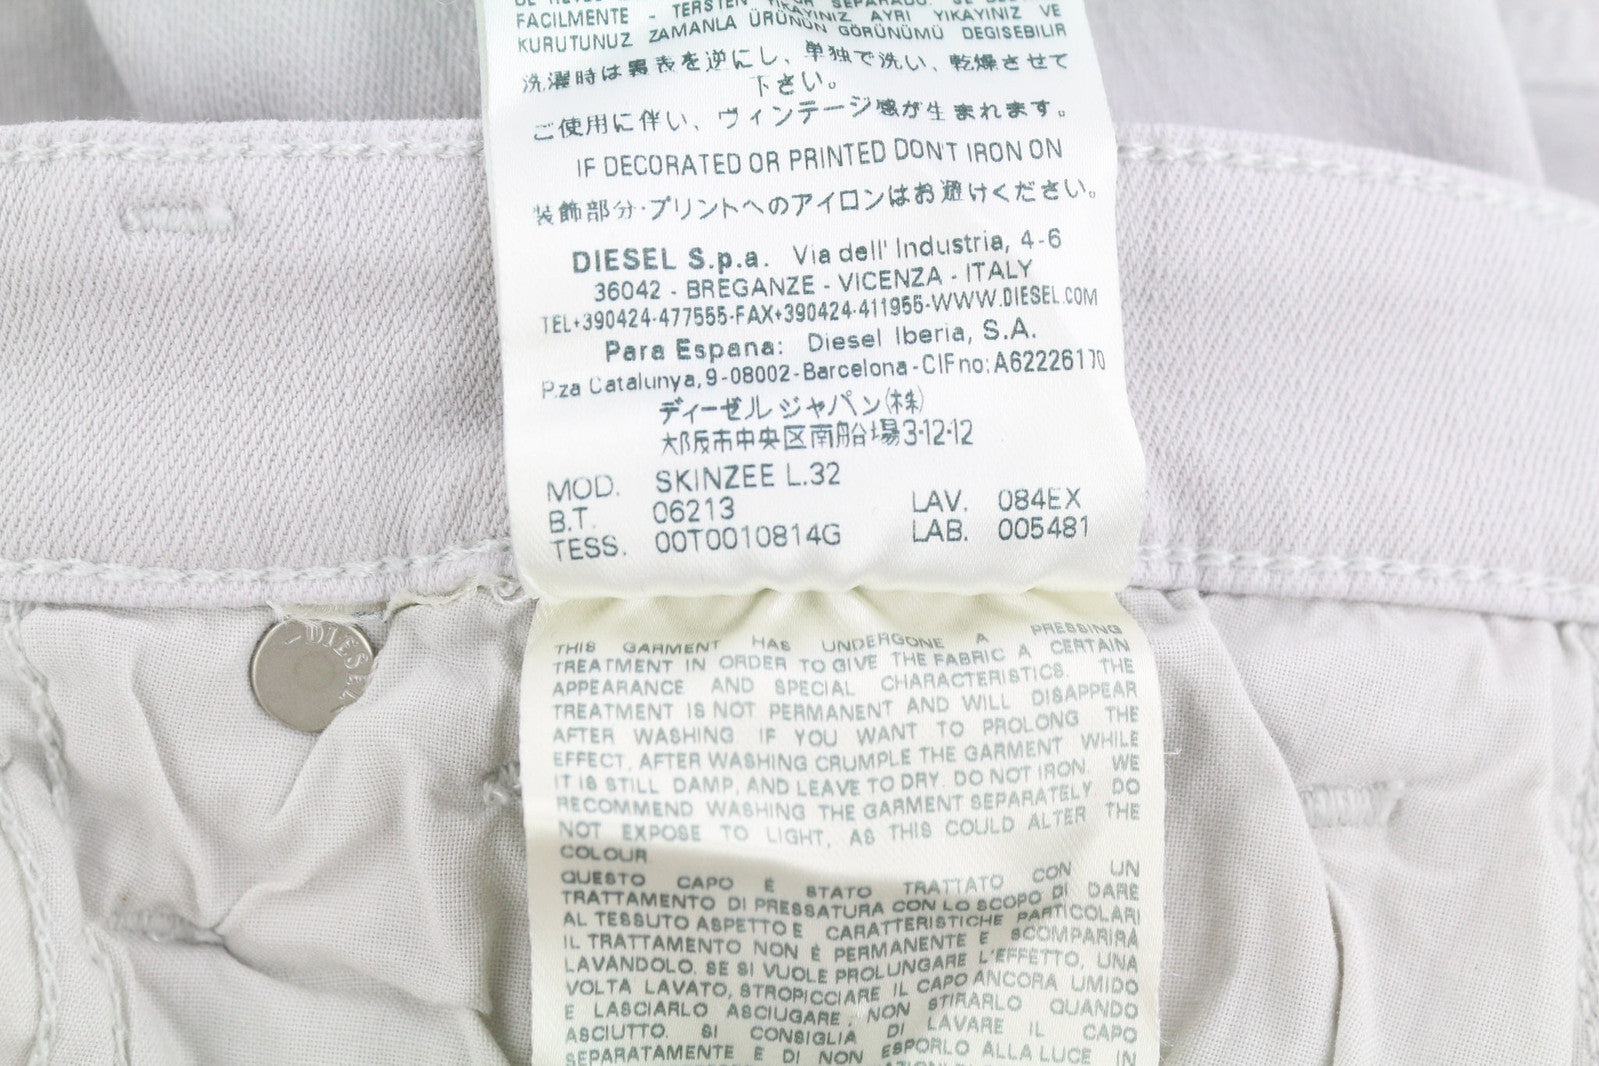 FACILMENTE - TERSTEN YIKAYINIZ AYRI YIKAYINIZ VE
KURUTUNUZ ZAMANLA ÜRÜNÜN GÖRÜNÜMÜ DEGISEBILIR
洗濯時は裏表を逆にし、単独で洗い、乾燥させて
下さい。
ご使用に伴い、ヴィンテージ感が生まれます。
IF DECORATED OR PRINTED DONT IRON ON
装飾部分・プリントへのアイロンはお避けください。
DIESEL S.p.a. Via dell' Industria, 4-6
36042 - BREGANZE - VICENZA - ITALY
TEL+390424-477555-FAX+390424-411955-WWW.DIESEL.COM
Para Espana: Diesel Iberia, S.A.
P.za Catalunya, 9-08002-Barcelona-CIF no: A62226170
ディーゼル ジャパン(株)
大阪市中央区南船場3-12-12
MOD. SKINZEE L.32
B.T. 06213 LAV. 084EX
TESS. 00T0010814G LAB. 005481
DIESEL
THIS GARMENT HAS UNDERGONE A PRESSING
TREATMENT IN ORDER TO GIVE THE FABRIC A CERTAIN
APPEARANCE AND SPECIAL CHARACTERISTICS. THE
TREATMENT IS NOT PERMANENT AND WILL DISAPPEAR
AFTER WASHING IF YOU WANT TO PROLONG THE
EFFECT, AFTER WASHING CRUMPLE THE GARMENT WHILE
IT IS STILL DAMP, AND LEAVE TO DRY. DO NOT IRON. WE
RECOMMEND WASHING THE GARMENT SEPARATELY. DO
NOT EXPOSE TO LIGHT, AS THIS COULD ALTER THE
COLOUR
QUESTO CAPO È STATO TRATTATO CON UN
TRATTAMENTO DI PRESSATURA CON LO SCOPO DI DARE
AL TESSUTO ASPETTO E CARATTERISTICHE PARTICOLARI
IL TRATTAMENTO NON È PERMANENTE E SCOMPARIRÀ
LAVANDOLO. SE SI VUOLE PROLUNGARE L'EFFETTO, UNA
VOLTA LAVATO, STROPICCIARE IL CAPO ANCORA UMIDO
E LASCIARLO ASCIUGARE, NON STIRARLO QUANDO
ASCIUTTO. SI CONSIGLIA DI LAVARE IL CAPO
SEPARATAMENTE E DI NON ESPORLO ALLA LUCE IN